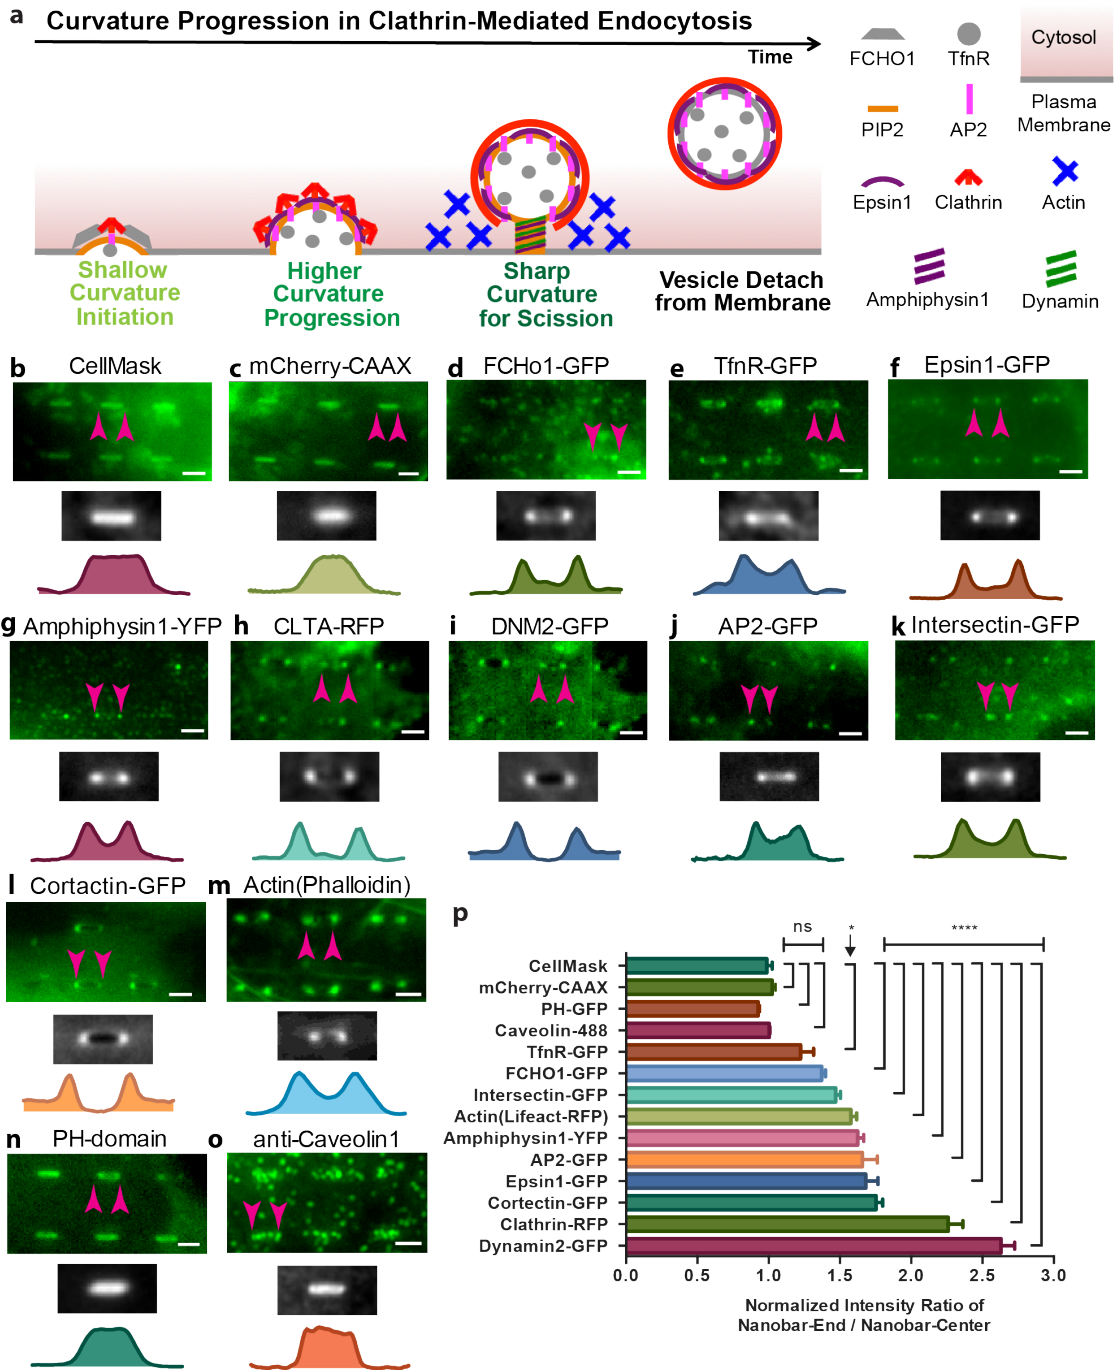 a
Curvature Progression in Clathrin-Mediated Endocytosis
Time
FCHO1
TfnR
Cytosol
PIP2
AP2
Plasma
Membrane
Epsin1
Clathrin
Actin
Amphiphysin1
Dynamin
Shallow
Curvature
Initiation
Higher
Curvature
Progression
Sharp
Curvature
for Scission
Vesicle Detach
from Membrane
b CellMask
c mCherry-CAAX
d FCHo1-GFP
e TfnR-GFP
f Epsin1-GFP
g Amphiphysin1-YFP
h CLTA-RFP
i DNM2-GFP
j AP2-GFP
k Intersectin-GFP
l Cortactin-GFP
m Actin(Phalloidin)
n PH-domain
o anti-Caveolin1
p
ns
*
****
CellMask
mCherry-CAAX
PH-GFP
Caveolin-488
TfnR-GFP
FCHO1-GFP
Intersectin-GFP
Actin(Lifeact-RFP)
Amphiphysin1-YFP
AP2-GFP
Epsin1-GFP
Cortectin-GFP
Clathrin-RFP
Dynamin2-GFP
0.0 0.5 1.0 1.5 2.0 2.5 3.0
Normalized Intensity Ratio of
Nanobar-End / Nanobar-Center